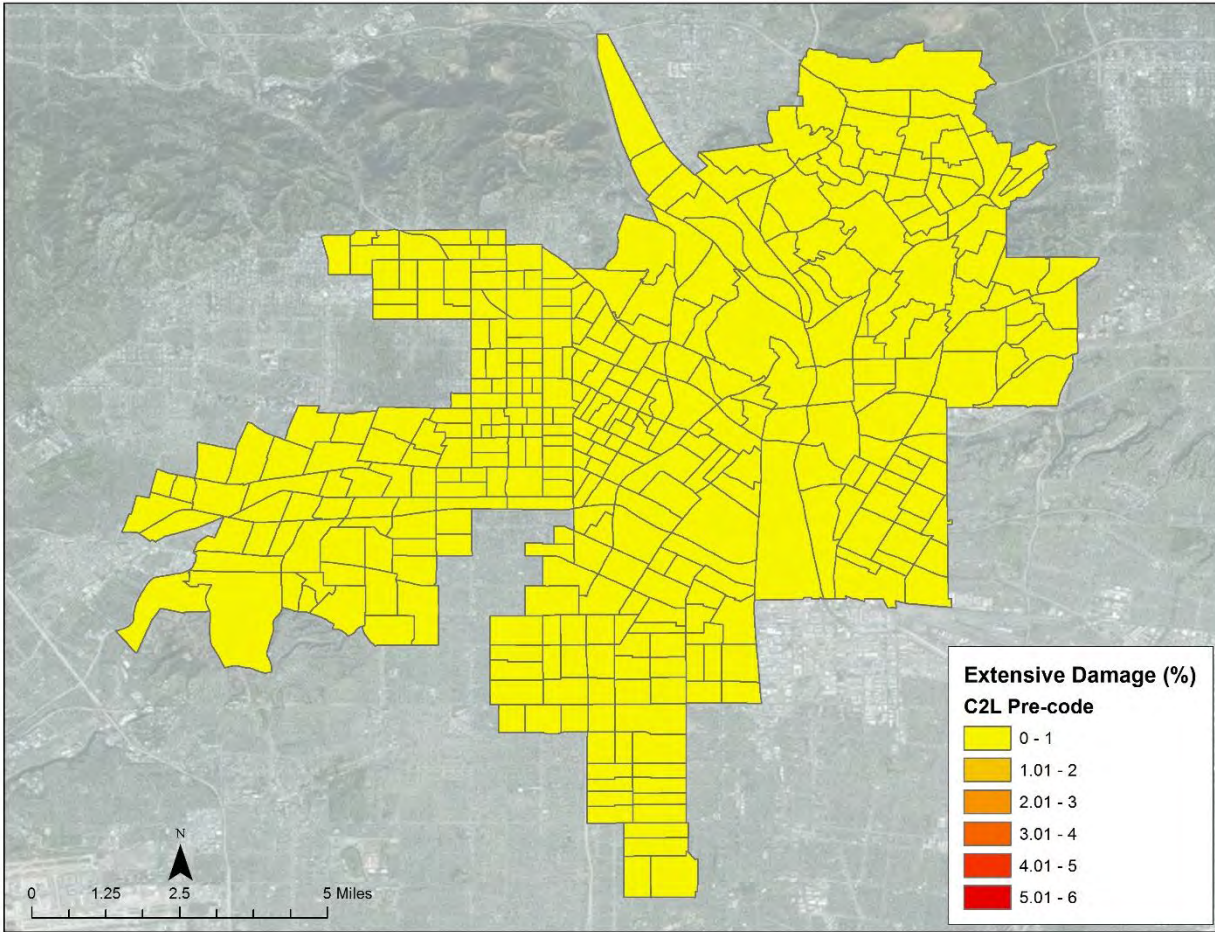 Extensive Damage (%)
C2L Pre-code
0 - 1
1.01 - 2
2.01 - 3
3.01 - 4
4.01 - 5
5.01 - 6
N
0 1.25 2.5 5 Miles